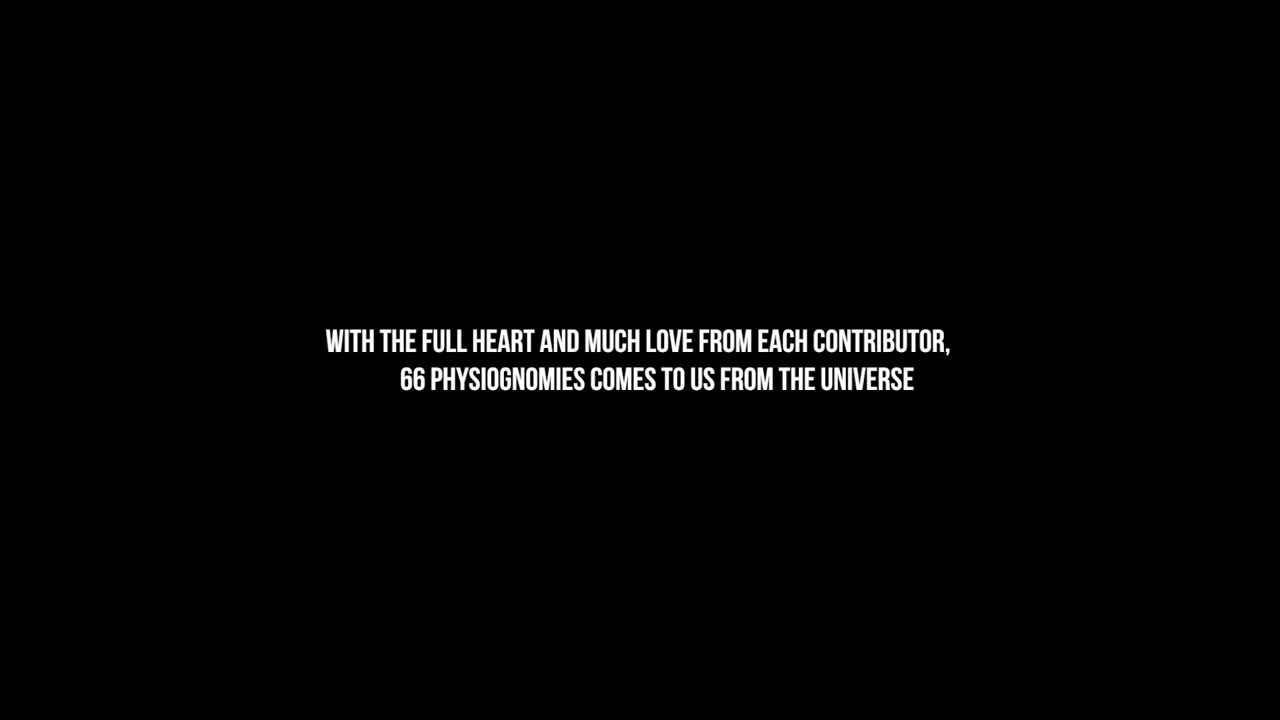 WITH THE FULL HEART AND MUCH LOVE FROM EACH CONTRIBUTOR,
66 PHYSIOGNOMIES COMES TO US FROM THE UNIVERSE